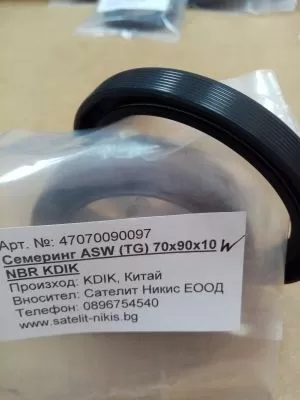 Арт. №: 47070090097
Семеринг ASW (TG) 70x90x10 W
NBR KDIK
Произход: KDIK, Китай
Вносител: Сателит Никис ЕООД
Телефон: 0896754540
www.satelit-nikis.bg